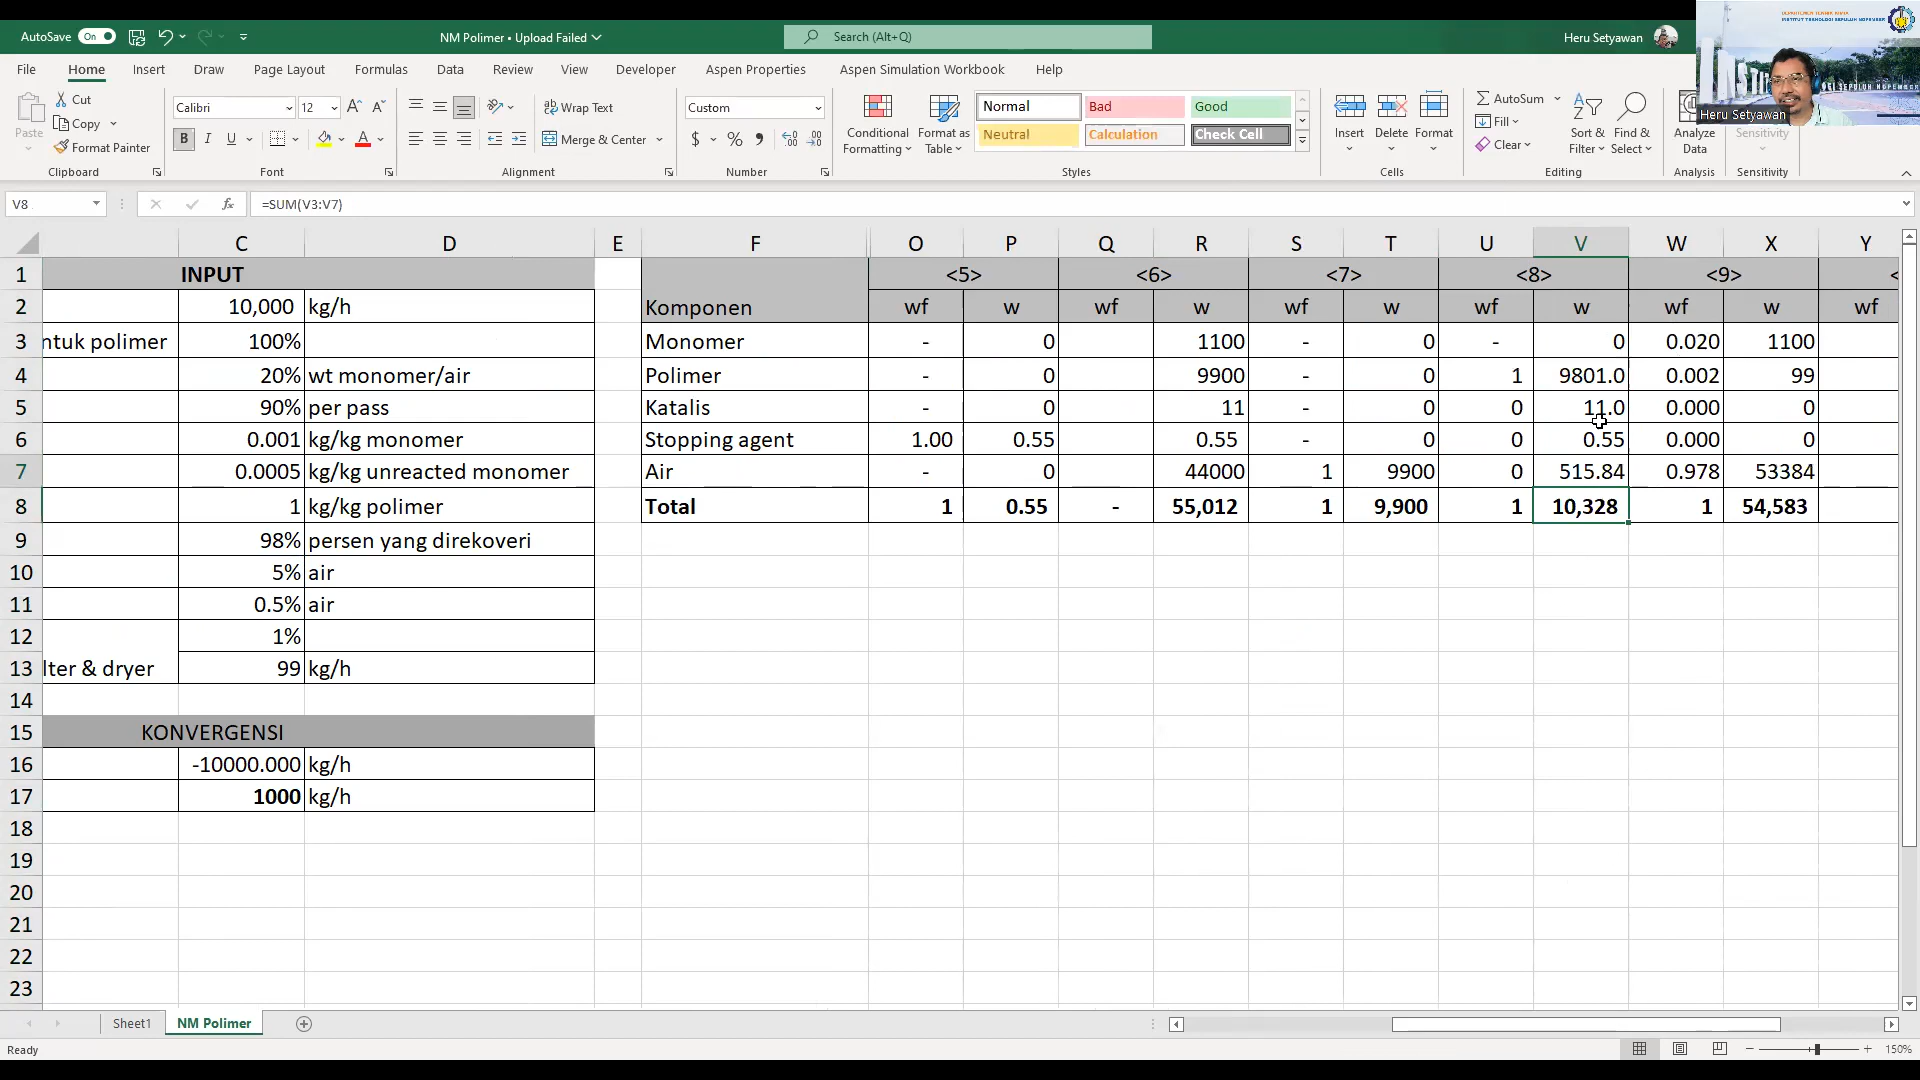 AutoSave On
NM Polimer • Upload Failed
Search (Alt+Q)
Heru Setyawan
DEPARTEMEN TEKNIK KIMIA
INSTITUT TEKNOLOGI SEPULUH NOPEMBER
Heru Setyawan
File Home Insert Draw Page Layout Formulas Data Review View Developer Aspen Properties Aspen Simulation Workbook Help
Paste Cut Copy Format Painter Clipboard
Calibri 12 B I U Font
Wrap Text Merge & Center Alignment
Custom $ % Number
Conditional Formatting Format as Table
Normal Bad Good
Neutral Calculation Check Cell
Styles
Insert Delete Format Cells
AutoSum Fill Clear Sort & Filter Find & Select Editing
Analyze Data Analysis
Sensitivity Sensitivity
V8 fx =SUM(V3:V7)
C D E F O P Q R S T U V W X Y
1 INPUT <5> <6> <7> <8> <9> <
2 10,000 kg/h Komponen wf w wf w wf w wf w wf w wf
3 ntuk polimer 100% Monomer - 0 1100 - 0 - 0 0.020 1100
4 20% wt monomer/air Polimer - 0 9900 - 0 1 9801.0 0.002 99
5 90% per pass Katalis - 0 11 - 0 0 11.0 0.000 0
6 0.001 kg/kg monomer Stopping agent 1.00 0.55 0.55 - 0 0 0.55 0.000 0
7 0.0005 kg/kg unreacted monomer Air - 0 44000 1 9900 0 515.84 0.978 53384
8 1 kg/kg polimer Total 1 0.55 - 55,012 1 9,900 1 10,328 1 54,583
9 98% persen yang direkoveri
10 5% air
11 0.5% air
12 1%
13 lter & dryer 99 kg/h
14
15 KONVERGENSI
16 -10000.000 kg/h
17 1000 kg/h
18
19
20
21
22
23
Sheet1 NM Polimer
Ready 150%